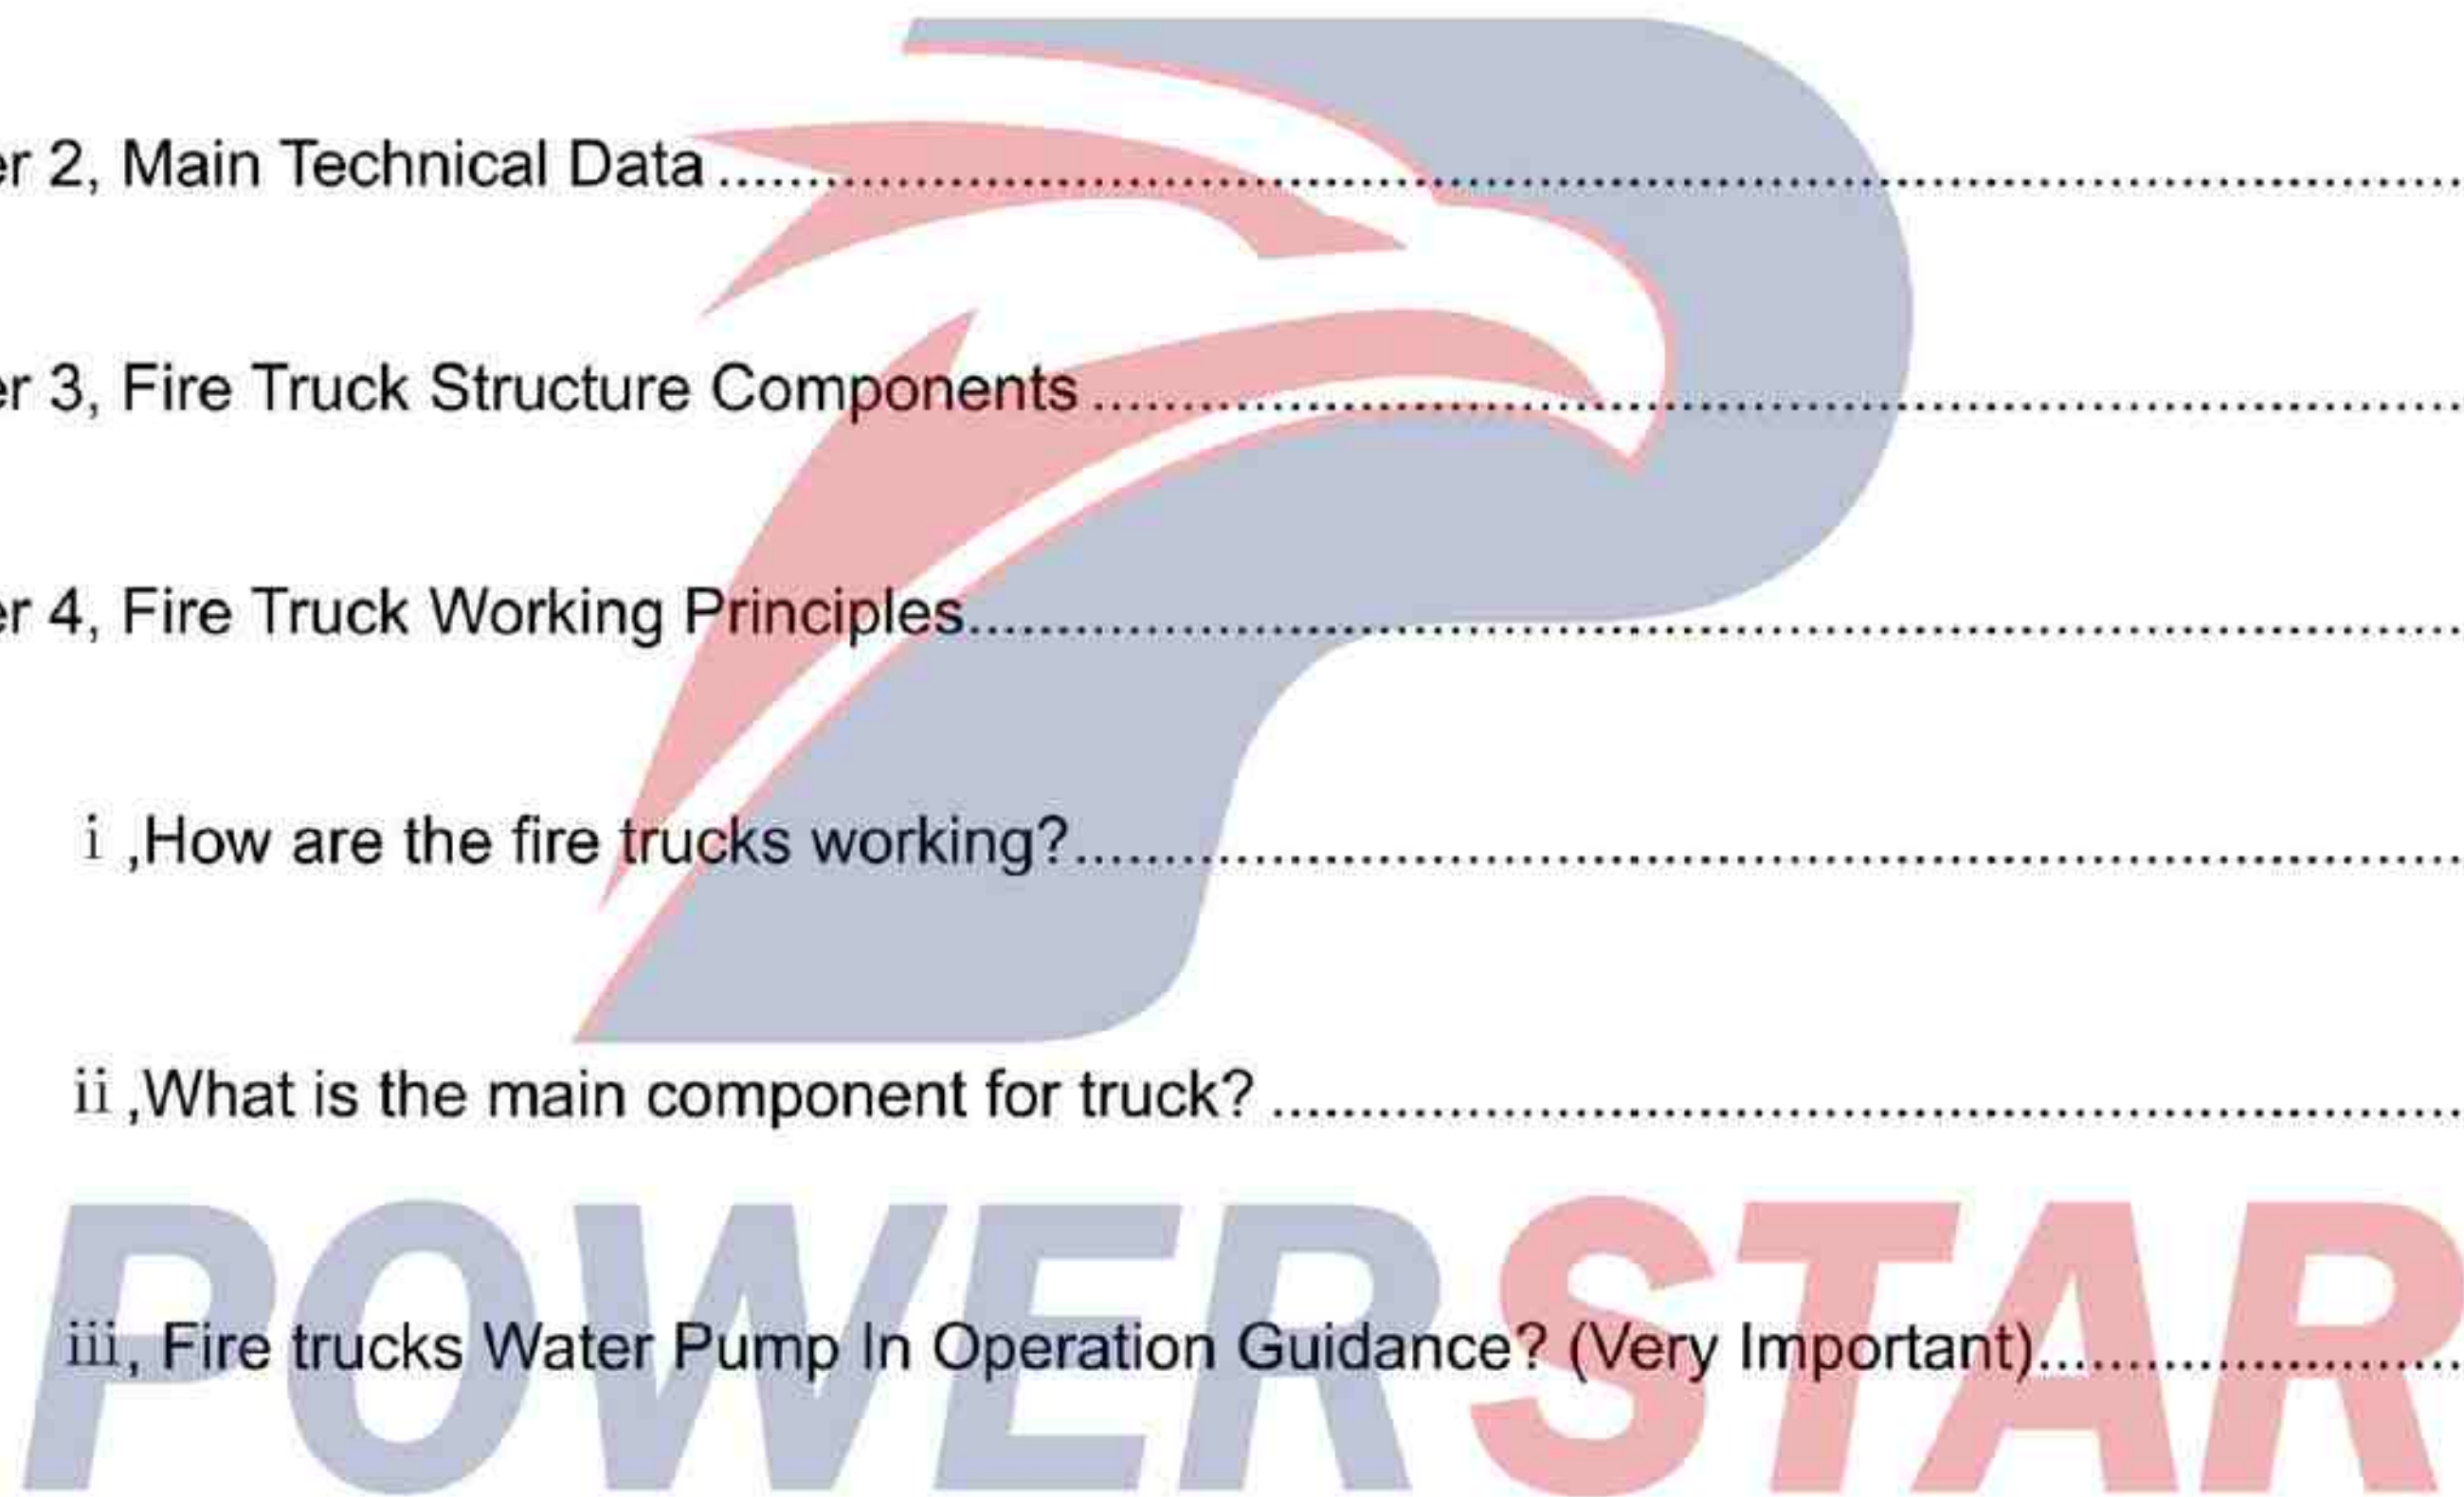 er 2, Main Technical Data
er 3, Fire Truck Structure Components
er 4, Fire Truck Working Principles
i ,How are the fire trucks working?
ii ,What is the main component for truck?
POWERSTAR
iii, Fire trucks Water Pump In Operation Guidance? (Very Important)